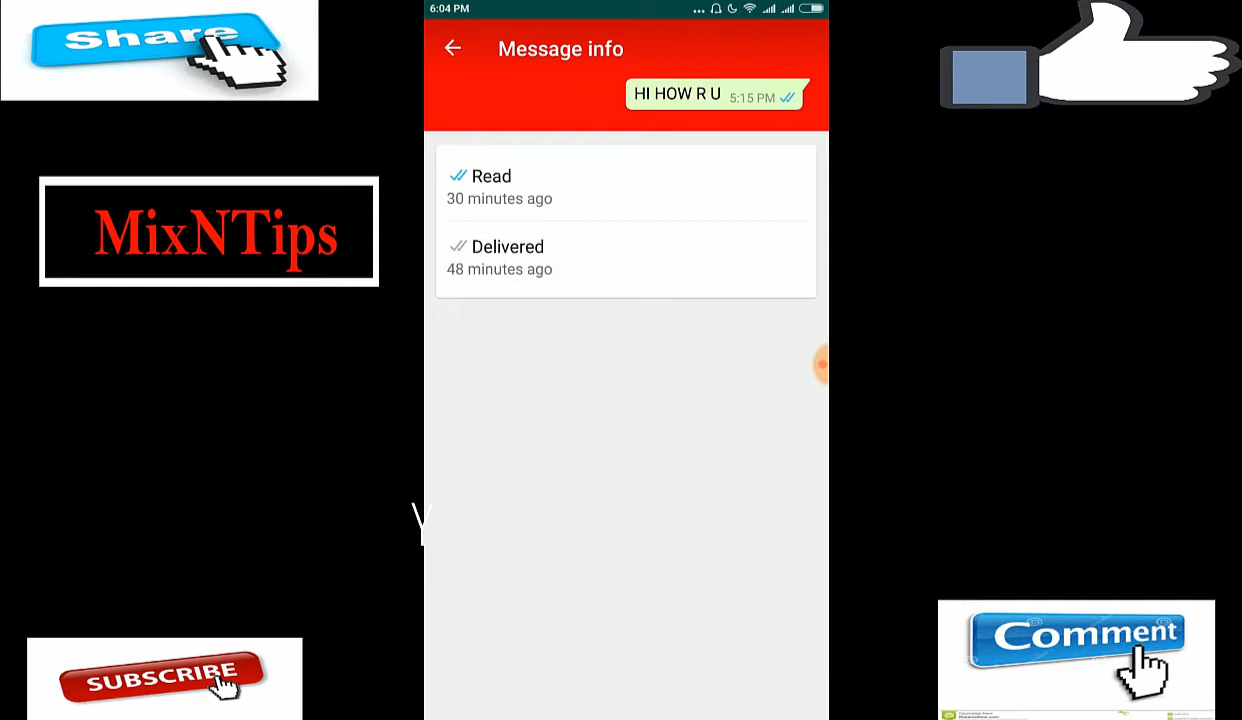 6:04 PM
Share
Message info
HI HOW R U 5:15 PM
Read
30 minutes ago
MixNTips
Delivered
48 minutes ago
Y
Comment
SUBSCRIBE